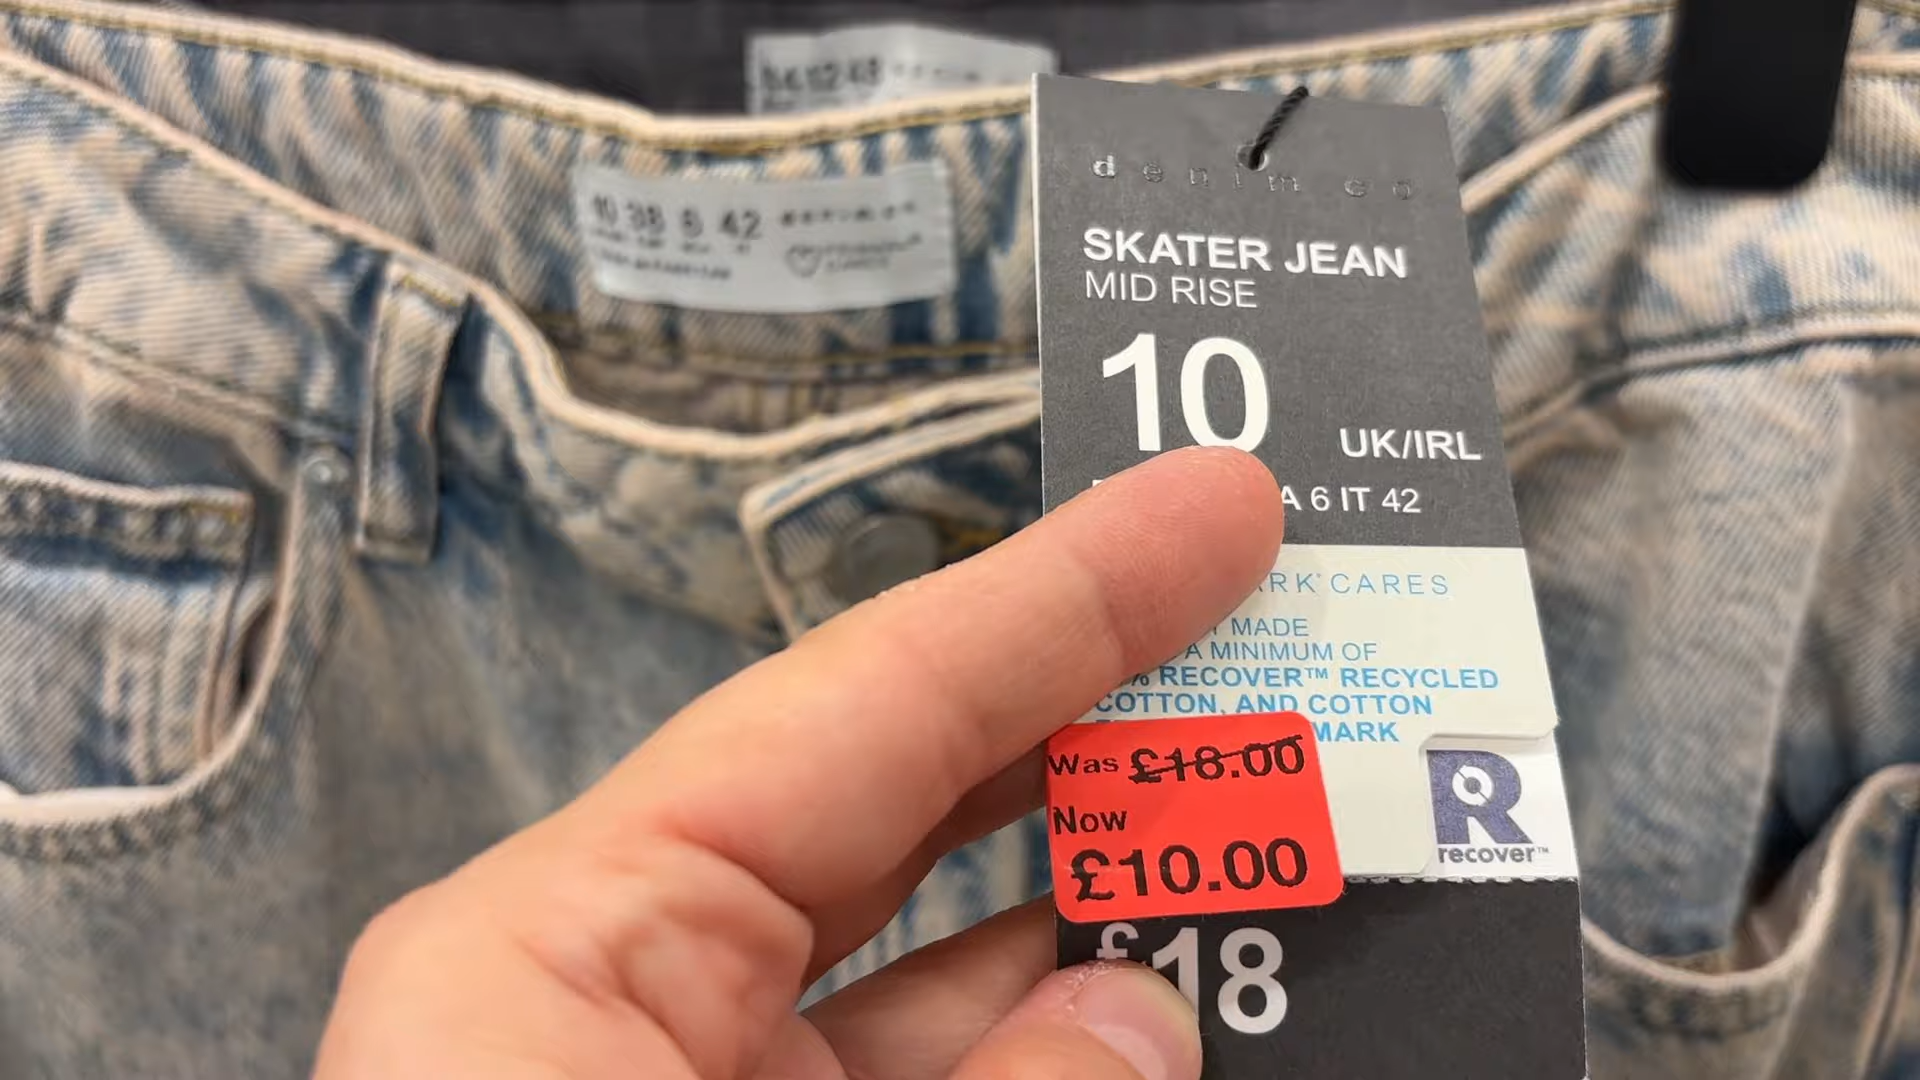 10 38 6 42
denim co
SKATER JEAN
MID RISE
10
UK/IRL
A 6 IT 42
RK® CARES
MADE
A MINIMUM OF
% RECOVER™ RECYCLED
COTTON, AND COTTON
MARK
Was £18.00
Now
£10.00
R
recover™
£18